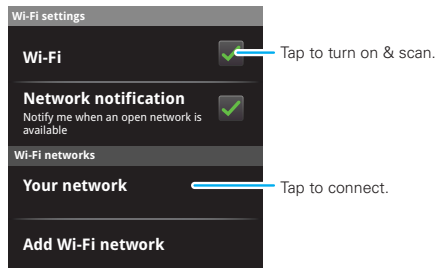 Wi-Fi settings
Wi-Fi
Tap to turn on & scan.
Network notification
Notify me when an open network is
available
Wi-Fi networks
Your network
Tap to connect.
Add Wi-Fi network